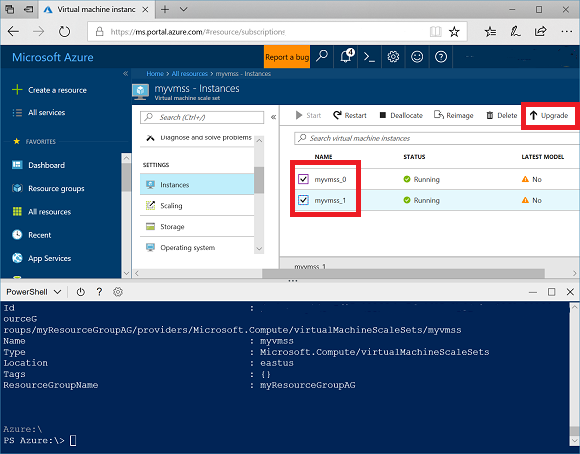 Virtual machine instanc
https://ms.portal.azure.com/#resource/subscriptions
Microsoft Azure
Report a bug
4
Create a resource
All services
FAVORITES
Dashboard
Resource groups
All resources
Recent
App Services
Home > All resources > myvmss - Instances
myvmss - Instances
Virtual machine scale set
Search (Ctrl+/)
Diagnose and solve problems
SETTINGS
Instances
Scaling
Storage
Operating system
Start Restart Deallocate Reimage Delete Upgrade
Search virtual machine instances
NAME STATUS LATEST MODEL
myvmss_0 Running No
myvmss_1 Running No
myvmss_1
PowerShell
Id :
ourceG
roups/myResourceGroupAG/providers/Microsoft.Compute/virtualMachineScaleSets/myvmss
Name : myvmss
Type : Microsoft.Compute/virtualMachineScaleSets
Location : eastus
Tags : {}
ResourceGroupName : myResourceGroupAG
Azure:\
PS Azure:\>